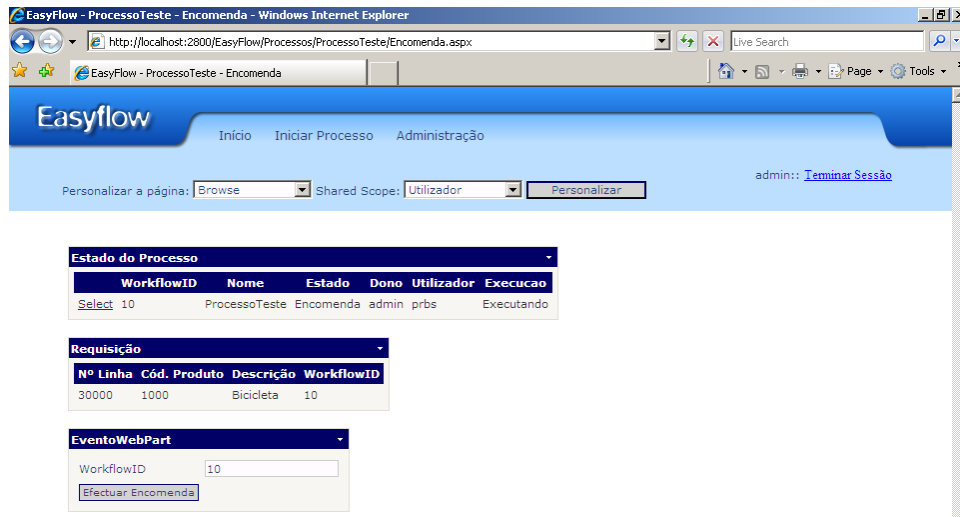 EasyFlow - ProcessoTeste - Encomenda - Windows Internet Explorer
http://localhost:2800/EasyFlow/Processos/ProcessoTeste/Encomenda.aspx Live Search
EasyFlow - ProcessoTeste - Encomenda Page Tools
Easyflow
Início Iniciar Processo Administração
admin:: Terminar Sessão
Personalizar a página: Browse Shared Scope: Utilizador Personalizar
Estado do Processo
WorkflowID Nome Estado Dono Utilizador Execucao
Select 10 ProcessoTeste Encomenda admin prbs Executando
Requisição
Nº Linha Cód. Produto Descrição WorkflowID
30000 1000 Bicicleta 10
EventoWebPart
WorkflowID 10
Efectuar Encomenda